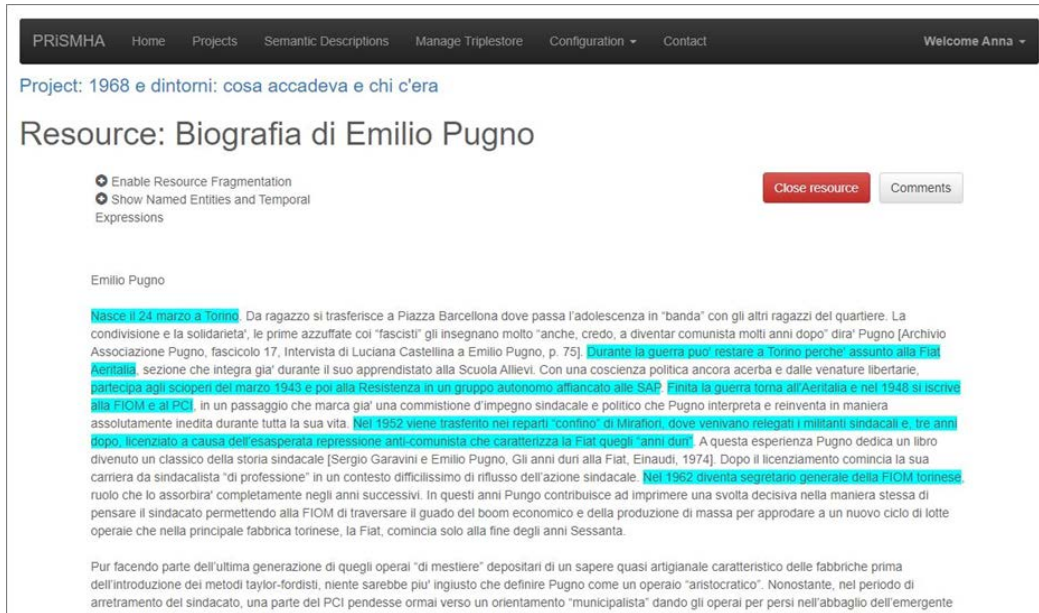 PRiSMHA Home Projects Semantic Descriptions Manage Triplestore Configuration Contact Welcome Anna
Project: 1968 e dintorni: cosa accadeva e chi c'era
Resource: Biografia di Emilio Pugno
Enable Resource Fragmentation
Show Named Entities and Temporal
Expressions
Close resource Comments
Emilio Pugno
Nasce il 24 marzo a Torino. Da ragazzo si trasferisce a Piazza Barcellona dove passa l'adolescenza in “banda” con gli altri ragazzi del quartiere. La
condivisione e la solidarieta', le prime azzuffate coi “fascisti” gli insegnano molto “anche, credo, a diventar comunista molti anni dopo” dira' Pugno [Archivio
Associazione Pugno, fascicolo 17, Intervista di Luciana Castellina a Emilio Pugno, p. 75]. Durante la guerra puo' restare a Torino perche' assunto alla Fiat
Aeritalia, sezione che integra gia' durante il suo apprendistato alla Scuola Allievi. Con una coscienza politica ancora acerba e dalle venature libertarie,
partecipa agli scioperi del marzo 1943 e poi alla Resistenza in un gruppo autonomo affiancato alle SAP. Finita la guerra torna all'Aeritalia e nel 1948 si iscrive
alla FIOM e al PCI, in un passaggio che marca gia' una commistione d'impegno sindacale e politico che Pugno interpreta e reinventa in maniera
assolutamente inedita durante tutta la sua vita. Nel 1952 viene trasferito nei reparti “confino” di Mirafiori, dove venivano relegati i militanti sindacali e, tre anni
dopo, licenziato a causa dell'esasperata repressione anti-comunista che caratterizza la Fiat quegli “anni duri”. A questa esperienza Pugno dedica un libro
divenuto un classico della storia sindacale [Sergio Garavini e Emilio Pugno, Gli anni duri alla Fiat, Einaudi, 1974]. Dopo il licenziamento comincia la sua
carriera da sindacalista “di professione” in un contesto difficilissimo di riflusso dell'azione sindacale. Nel 1962 diventa segretario generale della FIOM torinese,
ruolo che lo assorbira' completamente negli anni successivi. In questi anni Pungo contribuisce ad imprimere una svolta decisiva nella maniera stessa di
pensare il sindacato permettendo alla FIOM di traversare il guado del boom economico e della produzione di massa per approdare a un nuovo ciclo di lotte
operaie che nella principale fabbrica torinese, la Fiat, comincia solo alla fine degli anni Sessanta.
Pur facendo parte dell'ultima generazione di quegli operai “di mestiere” depositari di un sapere quasi artigianale caratteristico delle fabbriche prima
dell'introduzione dei metodi taylor-fordisti, niente sarebbe piu' ingiusto che definire Pugno come un operaio “aristocratico”. Nonostante, nel periodo di
arretramento del sindacato, una parte del PCI pendesse ormai verso un orientamento “municipalista” dando gli operai per persi nell'abbaglio dell'emergente